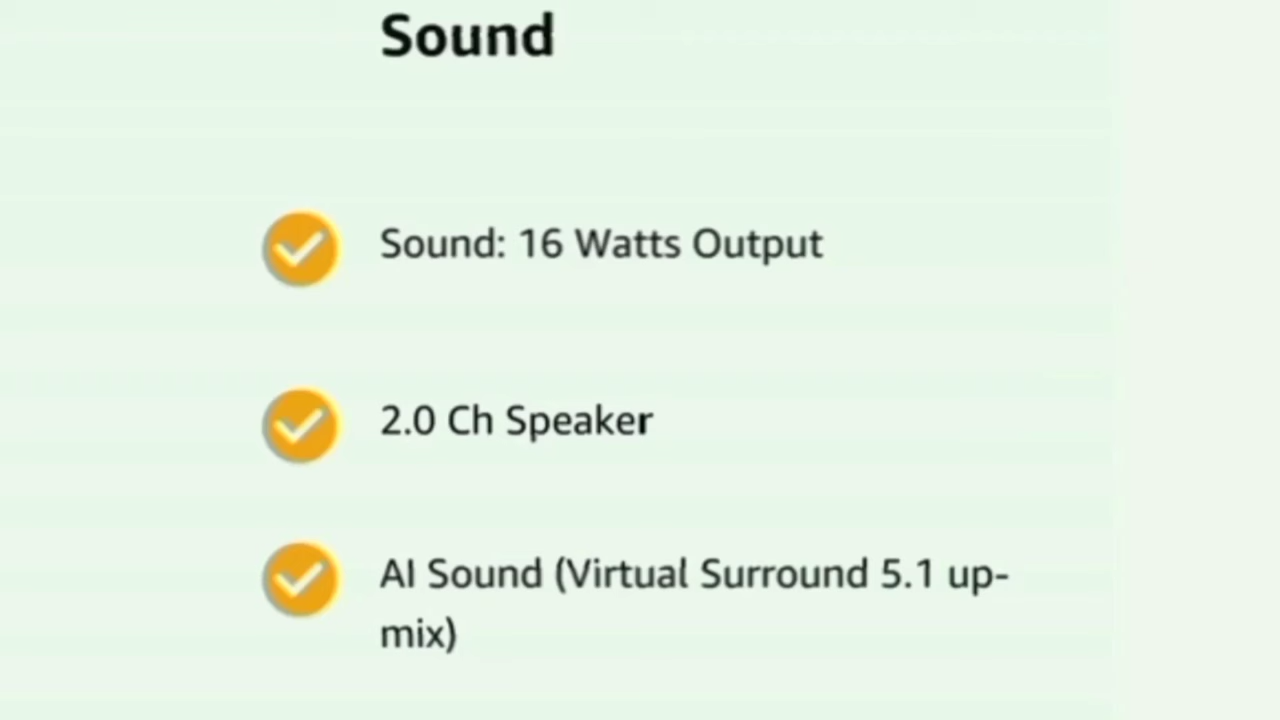 Sound
Sound: 16 Watts Output
2.0 Ch Speaker
AI Sound (Virtual Surround 5.1 up-
mix)